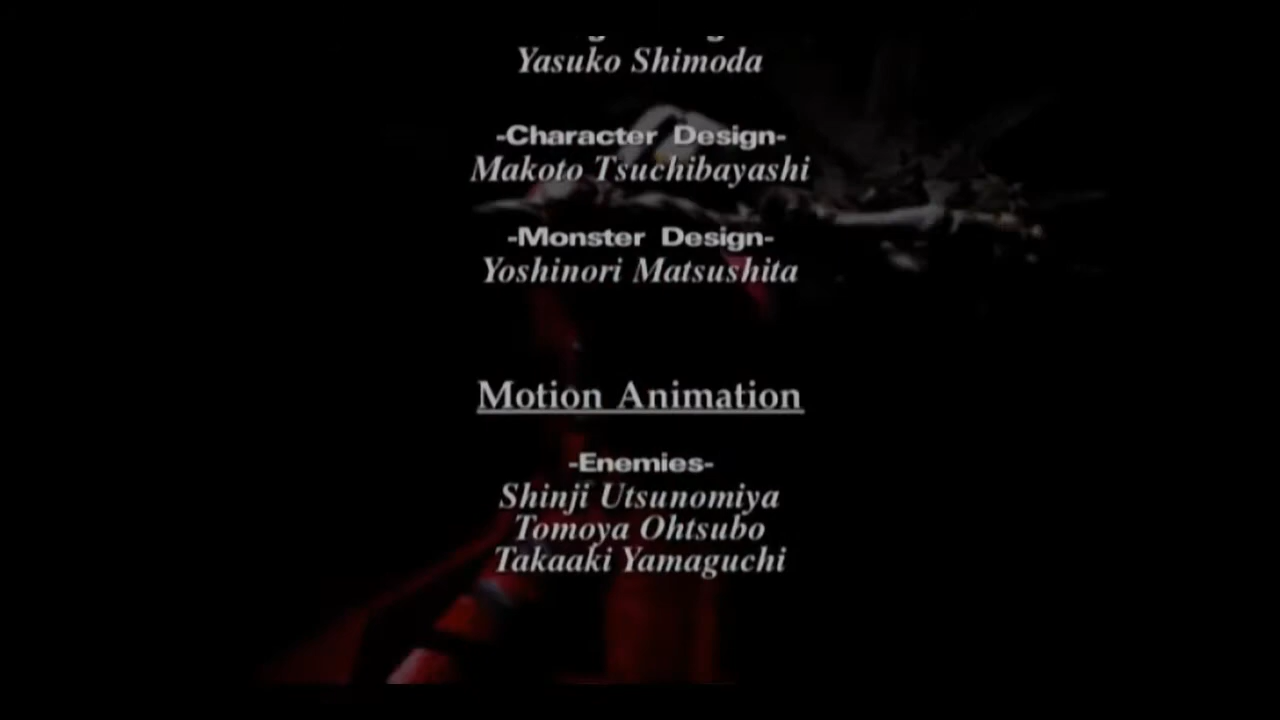 Yasuko Shimoda
-Character Design-
Makoto Tsuchibayashi
-Monster Design-
Yoshinori Matsushita
Motion Animation
-Enemies-
Shinji Utsunomiya
Tomoya Ohtsubo
Takaaki Yamaguchi